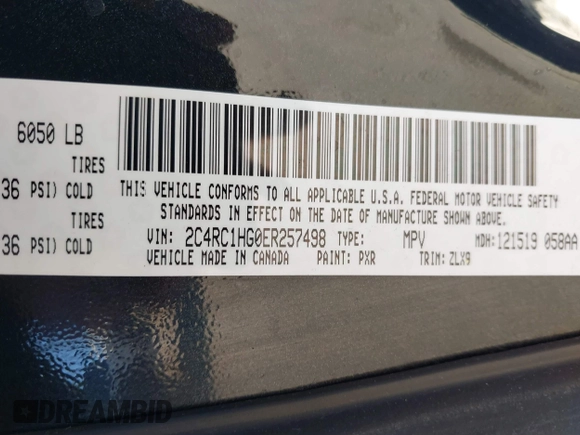 6050 LB
TIRES
36 PSI) COLD
THIS VEHICLE CONFORMS TO ALL APPLICABLE U.S.A. FEDERAL MOTOR VEHICLE SAFETY
TIRES
STANDARDS IN EFFECT ON THE DATE OF MANUFACTURE SHOWN ABOVE.
36 PSI) COLD
VIN: 2C4RC1HG0ER257498 TYPE: MPV MDH:121519 058AA
VEHICLE MADE IN CANADA PAINT: PXR TRIM: ZLX9
DREAMBID